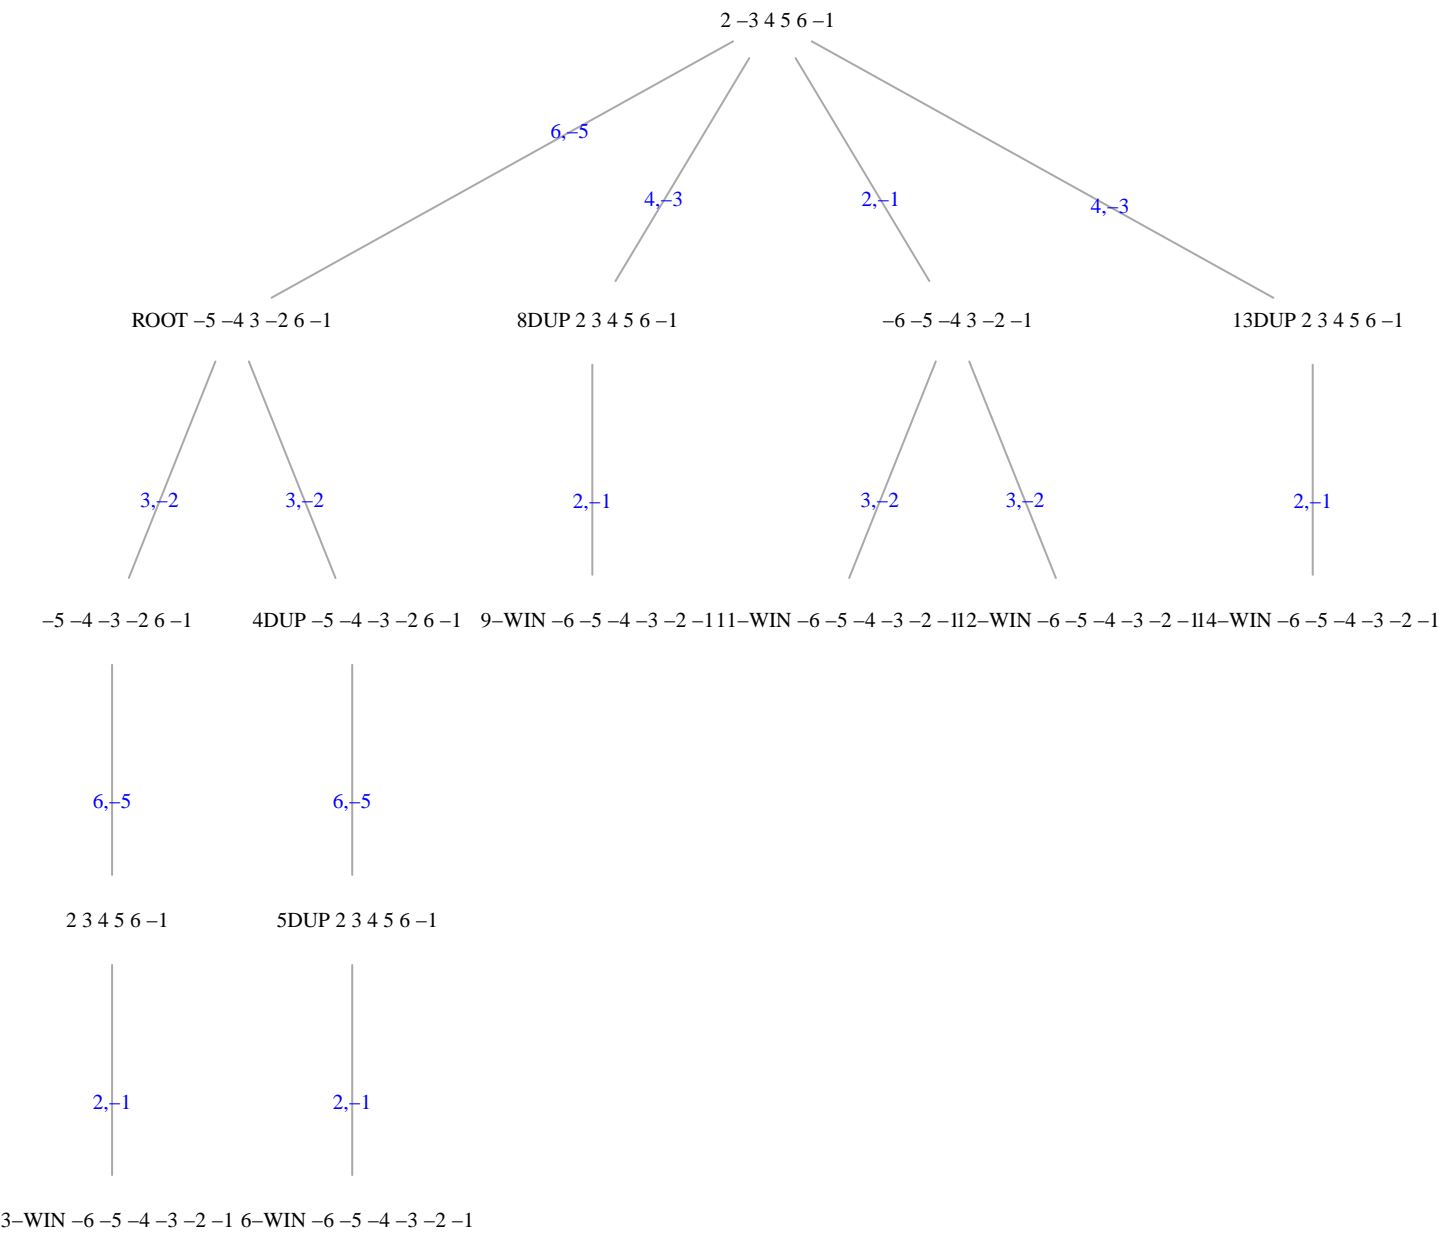 2 –3 4 5 6 –1
6,–5
4,–3
2,–1
4,–3
ROOT –5 –4 3 –2 6 –1
8DUP 2 3 4 5 6 –1
–6 –5 –4 3 –2 –1
13DUP 2 3 4 5 6 –1
3,–2
3,–2
2,–1
3,–2
3,–2
2,–1
–5 –4 –3 –2 6 –1
4DUP –5 –4 –3 –2 6 –1
9–WIN –6 –5 –4 –3 –2 –1
11–WIN –6 –5 –4 –3 –2 –1
12–WIN –6 –5 –4 –3 –2 –1
14–WIN –6 –5 –4 –3 –2 –1
6,–5
6,–5
2 3 4 5 6 –1
5DUP 2 3 4 5 6 –1
2,–1
2,–1
3–WIN –6 –5 –4 –3 –2 –1
6–WIN –6 –5 –4 –3 –2 –1